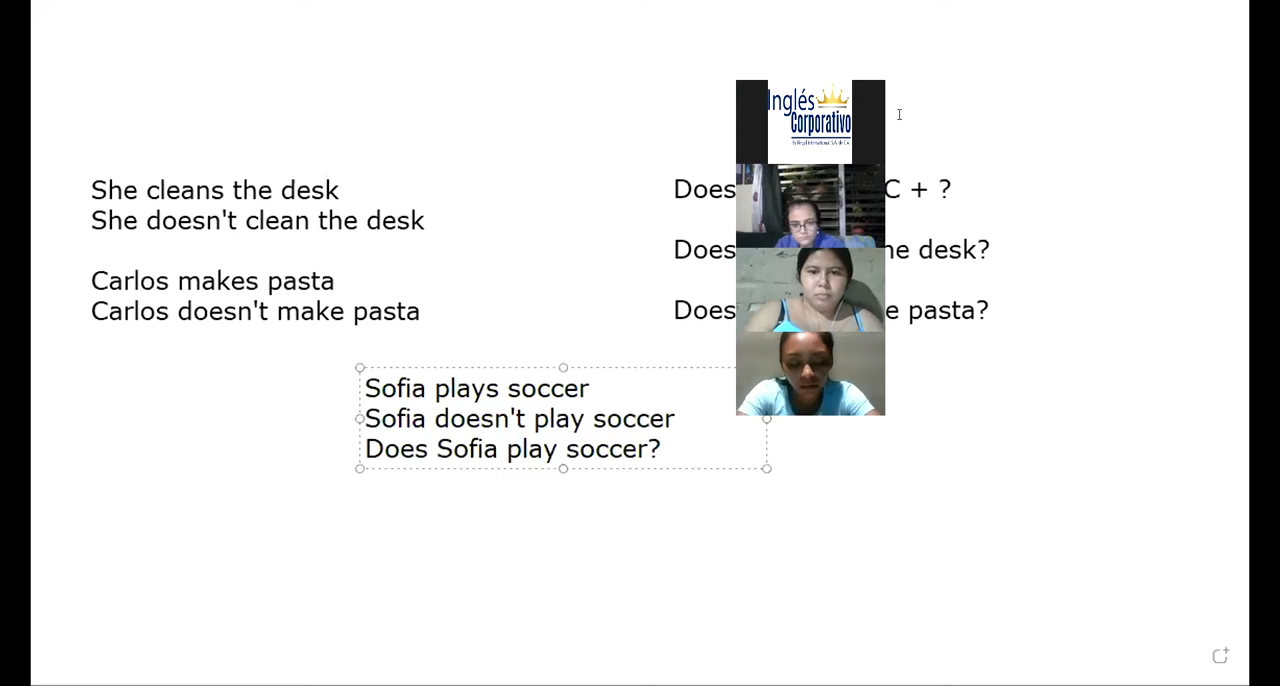 Inglés
Corporativo
She cleans the desk
She doesn't clean the desk
Carlos makes pasta
Carlos doesn't make pasta
Does C + ?
Does desk?
Does pasta?
Sofia plays soccer
Sofia doesn't play soccer
Does Sofia play soccer?